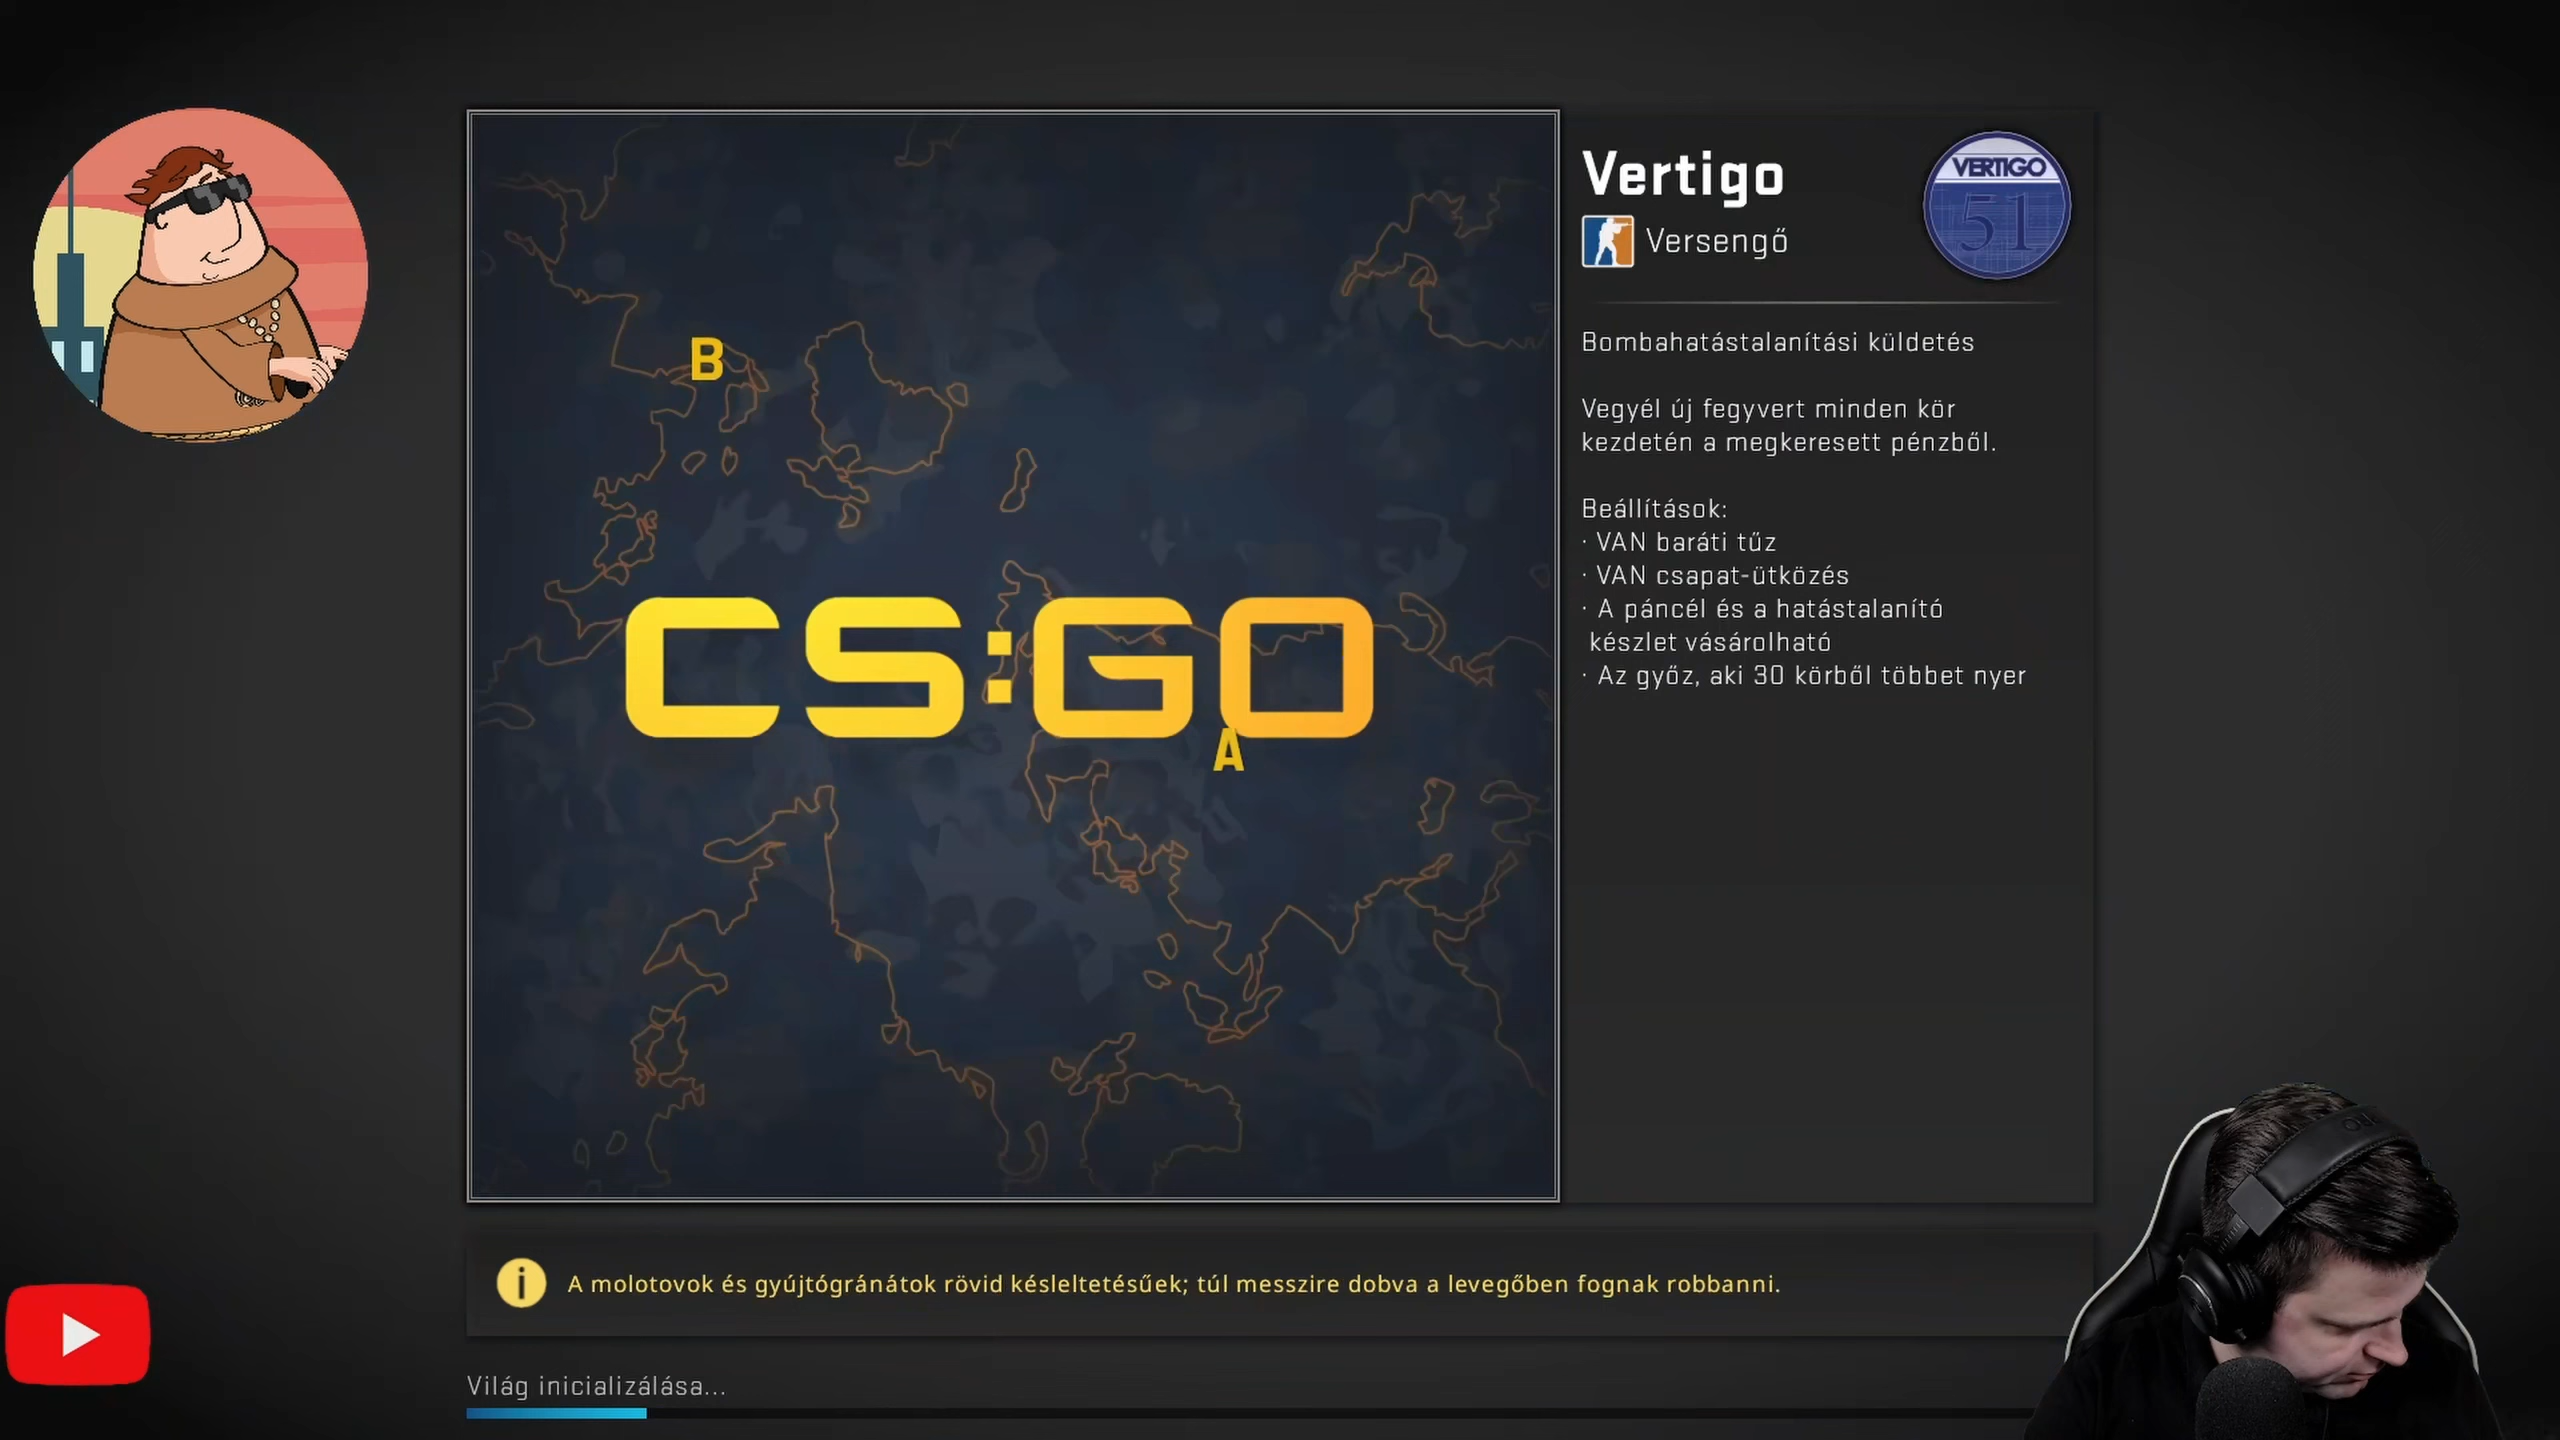 B
CS:GO
A
Vertigo
VERTIGO
51
Versengő
Bombahatástalanítási küldetés
Vegyél új fegyvert minden kör
kezdetén a megkeresett pénzből.
Beállítások:
· VAN baráti tűz
· VAN csapat-ütközés
· A páncél és a hatástalanító
készlet vásárolható
· Az győz, aki 30 körből többet nyer
i A molotovok és gyújtógránátok rövid késleltetésűek; túl messzire dobva a levegőben fognak robbanni.
Világ inicializálása...